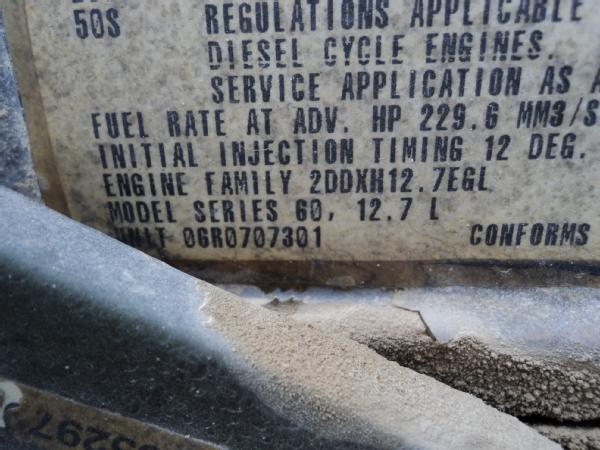 50S REGULATIONS APPLICABLE
DIESEL CYCLE ENGINES.
SERVICE APPLICATION AS A
FUEL RATE AT ADV. HP 229.6 MM3/S
INITIAL INJECTION TIMING 12 DEG.
ENGINE FAMILY 2DDXH12.7EGL
MODEL SERIES 60, 12.7 L
UNIT 06R0707301 CONFORMS